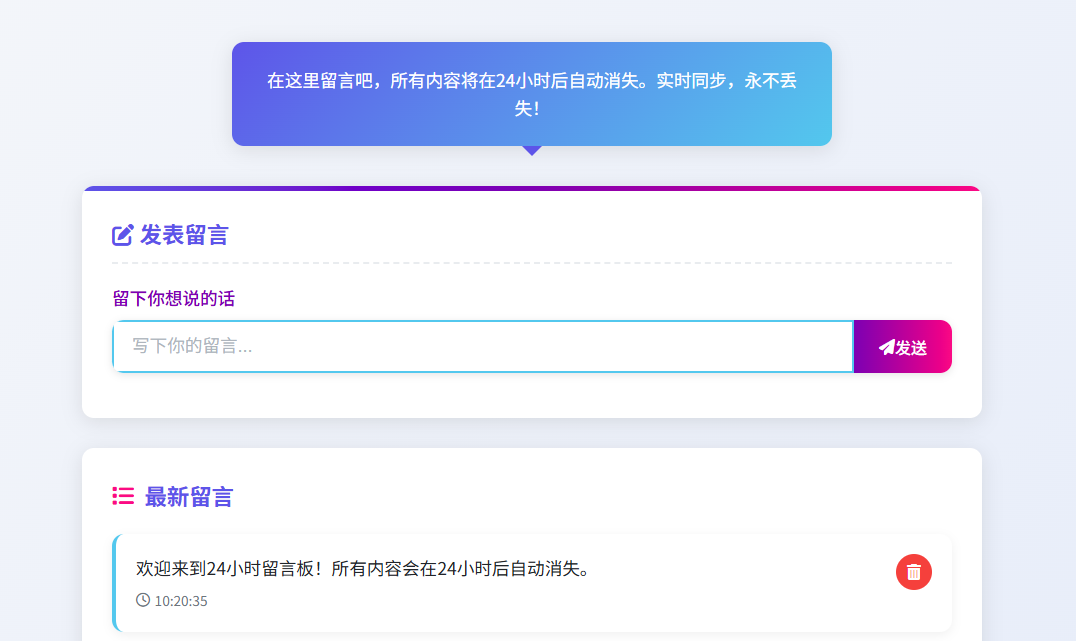 在这里留言吧，所有内容将在24小时后自动消失。实时同步，永不丢
失！
发表留言
留下你想说的话
写下你的留言...
发送
最新留言
欢迎来到24小时留言板！所有内容会在24小时后自动消失。
10:20:35